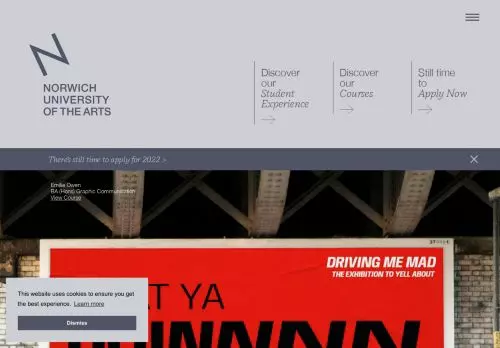 NORWICH
UNIVERSITY
OF THE ARTS
Discover
our
Student
Experience
Discover
our
Courses
Still time
to
Apply Now
There's still time to apply for 2022 >
Emilie Owen
BA (Hons) Graphic Communication
View Course
DRIVING ME MAD
THE EXHIBITION TO YELL ABOUT
YA
This website uses cookies to ensure you get
the best experience. Learn more
Dismiss